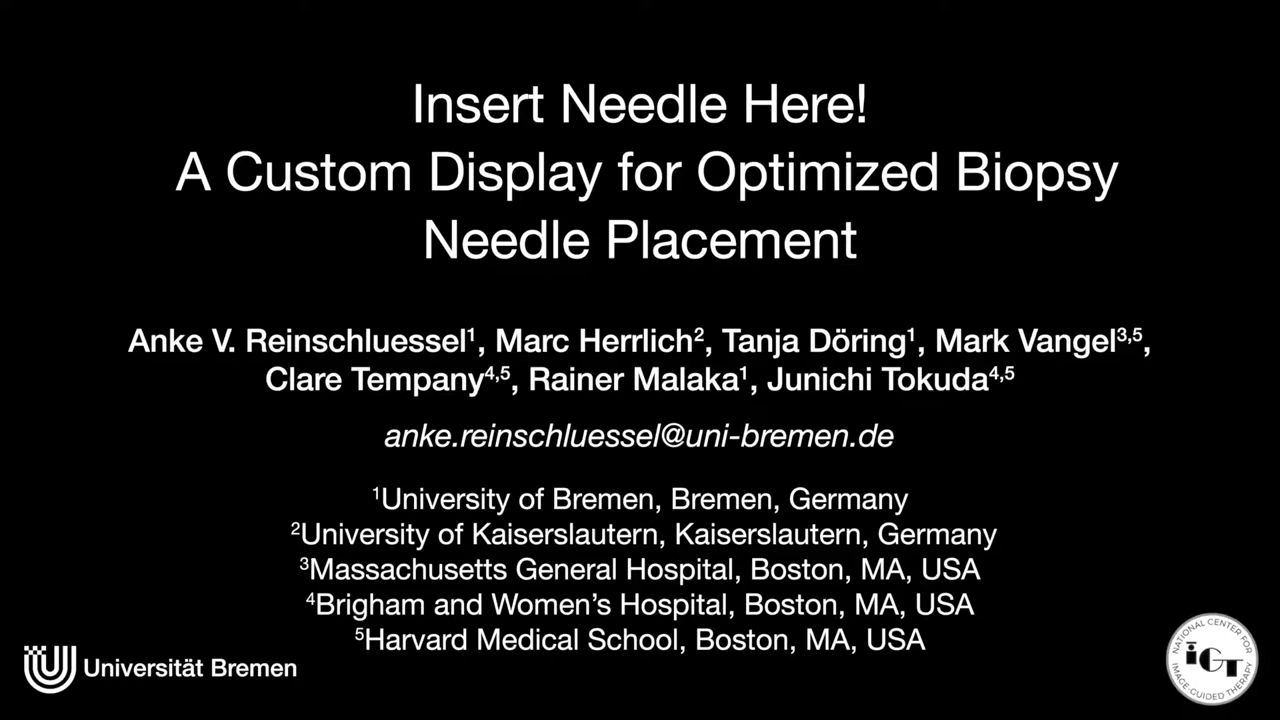 Insert Needle Here!
A Custom Display for Optimized Biopsy
Needle Placement
Anke V. Reinschluessel¹, Marc Herrlich², Tanja Döring¹, Mark Vangel³,⁵,
Clare Tempany⁴,⁵, Rainer Malaka¹, Junichi Tokuda⁴,⁵
anke.reinschluessel@uni-bremen.de
¹University of Bremen, Bremen, Germany
²University of Kaiserslautern, Kaiserslautern, Germany
³Massachusetts General Hospital, Boston, MA, USA
⁴Brigham and Women’s Hospital, Boston, MA, USA
⁵Harvard Medical School, Boston, MA, USA
Universität Bremen
NATIONAL CENTER FOR
iGT
IMAGE-GUIDED THERAPY